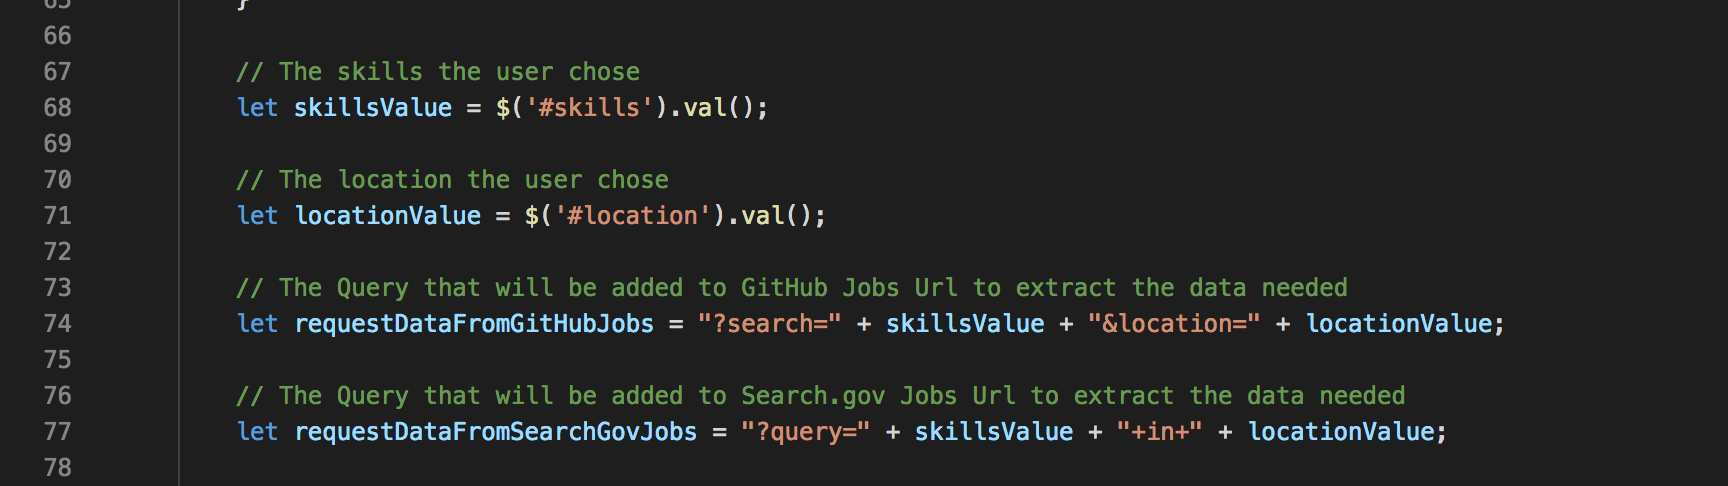 65 }
66
67 // The skills the user chose
68 let skillsValue = $('#skills').val();
69
70 // The location the user chose
71 let locationValue = $('#location').val();
72
73 // The Query that will be added to GitHub Jobs Url to extract the data needed
74 let requestDataFromGitHubJobs = "?search=" + skillsValue + "&location=" + locationValue;
75
76 // The Query that will be added to Search.gov Jobs Url to extract the data needed
77 let requestDataFromSearchGovJobs = "?query=" + skillsValue + "+in+" + locationValue;
78